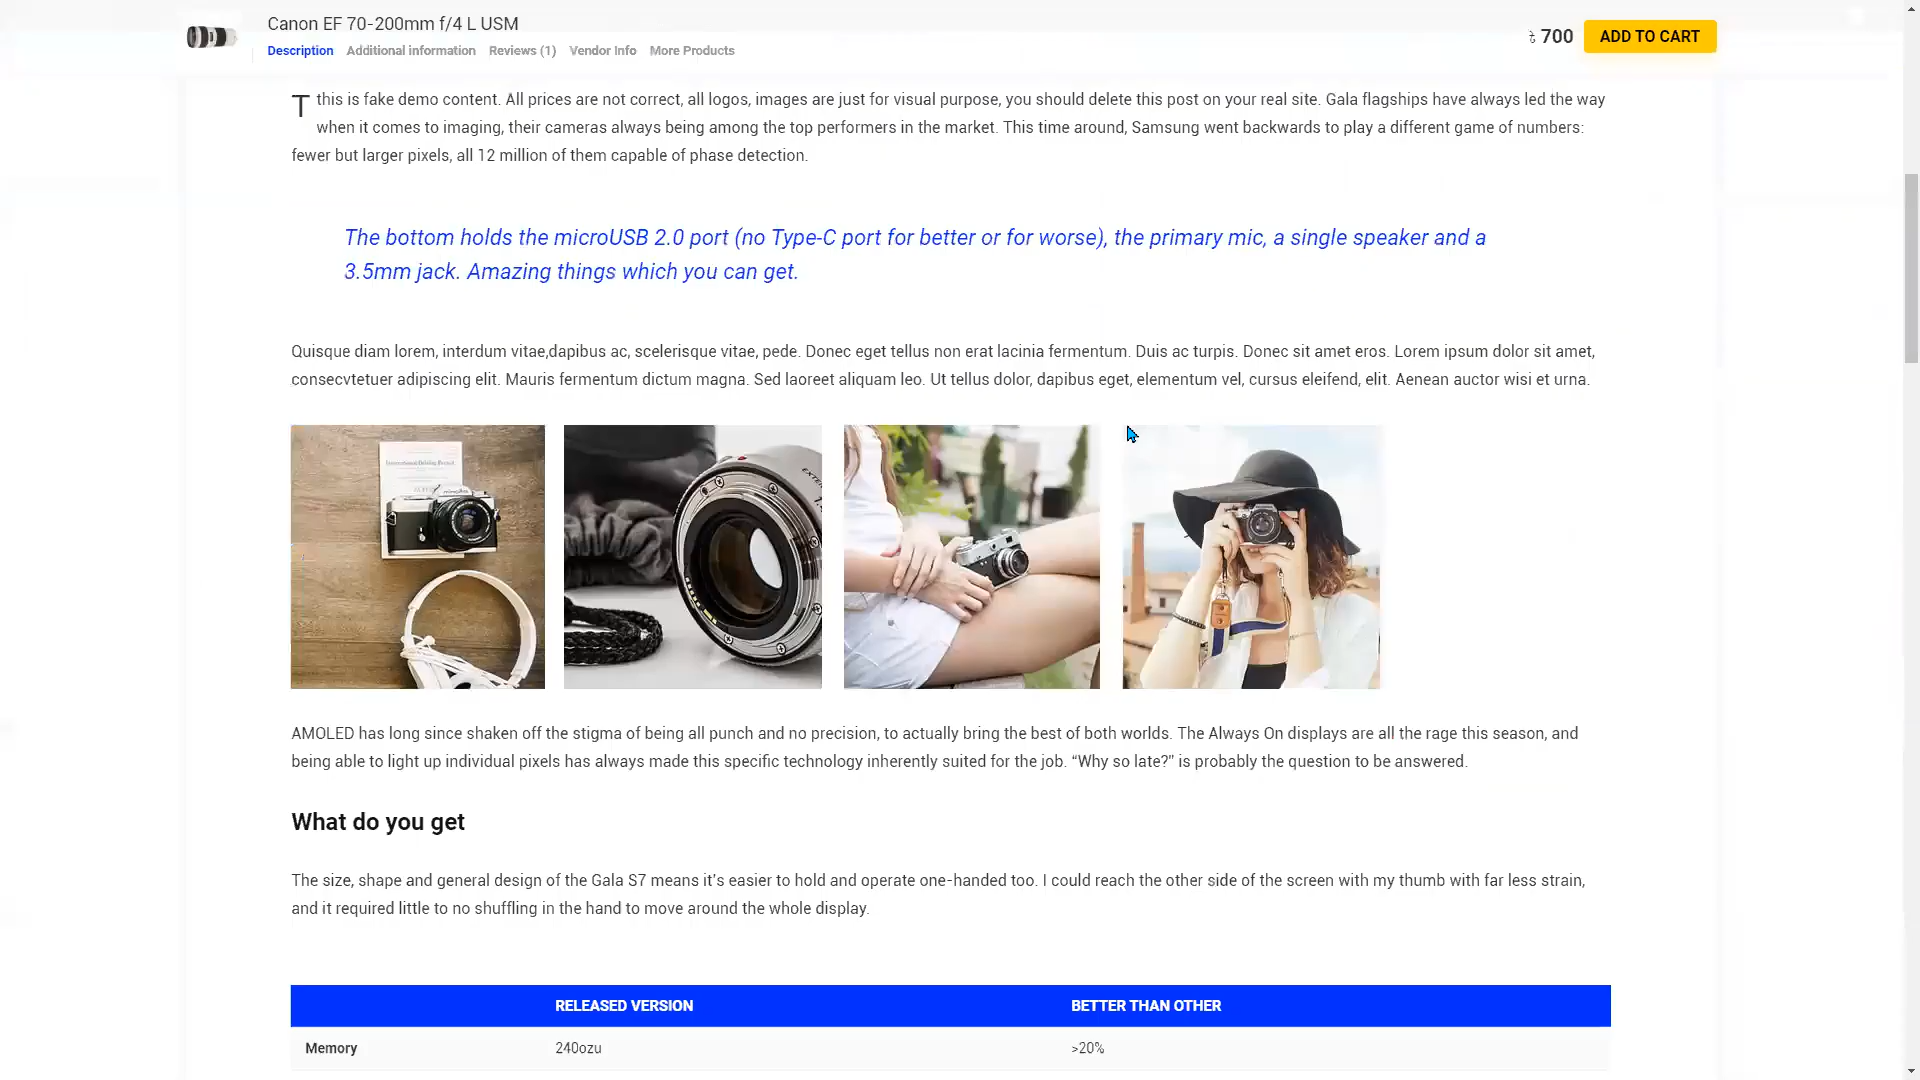 Canon EF 70-200mm f/4 L USM
Description Additional information Reviews (1) Vendor Info More Products
৳ 700 ADD TO CART
T this is fake demo content. All prices are not correct, all logos, images are just for visual purpose, you should delete this post on your real site. Gala flagships have always led the way
when it comes to imaging, their cameras always being among the top performers in the market. This time around, Samsung went backwards to play a different game of numbers:
fewer but larger pixels, all 12 million of them capable of phase detection.
The bottom holds the microUSB 2.0 port (no Type-C port for better or for worse), the primary mic, a single speaker and a
3.5mm jack. Amazing things which you can get.
Quisque diam lorem, interdum vitae,dapibus ac, scelerisque vitae, pede. Donec eget tellus non erat lacinia fermentum. Duis ac turpis. Donec sit amet eros. Lorem ipsum dolor sit amet,
consecvtetuer adipiscing elit. Mauris fermentum dictum magna. Sed laoreet aliquam leo. Ut tellus dolor, dapibus eget, elementum vel, cursus eleifend, elit. Aenean auctor wisi et urna.
International Driving Permit
AMOLED has long since shaken off the stigma of being all punch and no precision, to actually bring the best of both worlds. The Always On displays are all the rage this season, and
being able to light up individual pixels has always made this specific technology inherently suited for the job. “Why so late?” is probably the question to be answered.
What do you get
The size, shape and general design of the Gala S7 means it’s easier to hold and operate one-handed too. I could reach the other side of the screen with my thumb with far less strain,
and it required little to no shuffling in the hand to move around the whole display.
RELEASED VERSION BETTER THAN OTHER
Memory 240ozu >20%